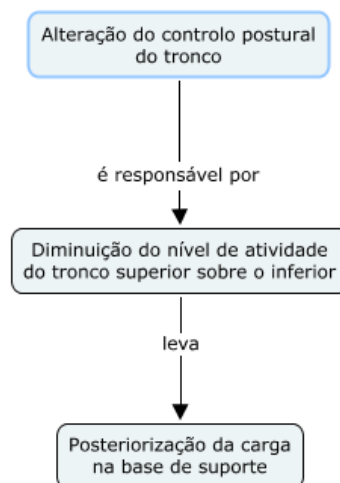 Alteração do controlo postural
do tronco
é responsável por
Diminuição do nível de atividade
do tronco superior sobre o inferior
leva
Posteriorização da carga
na base de suporte